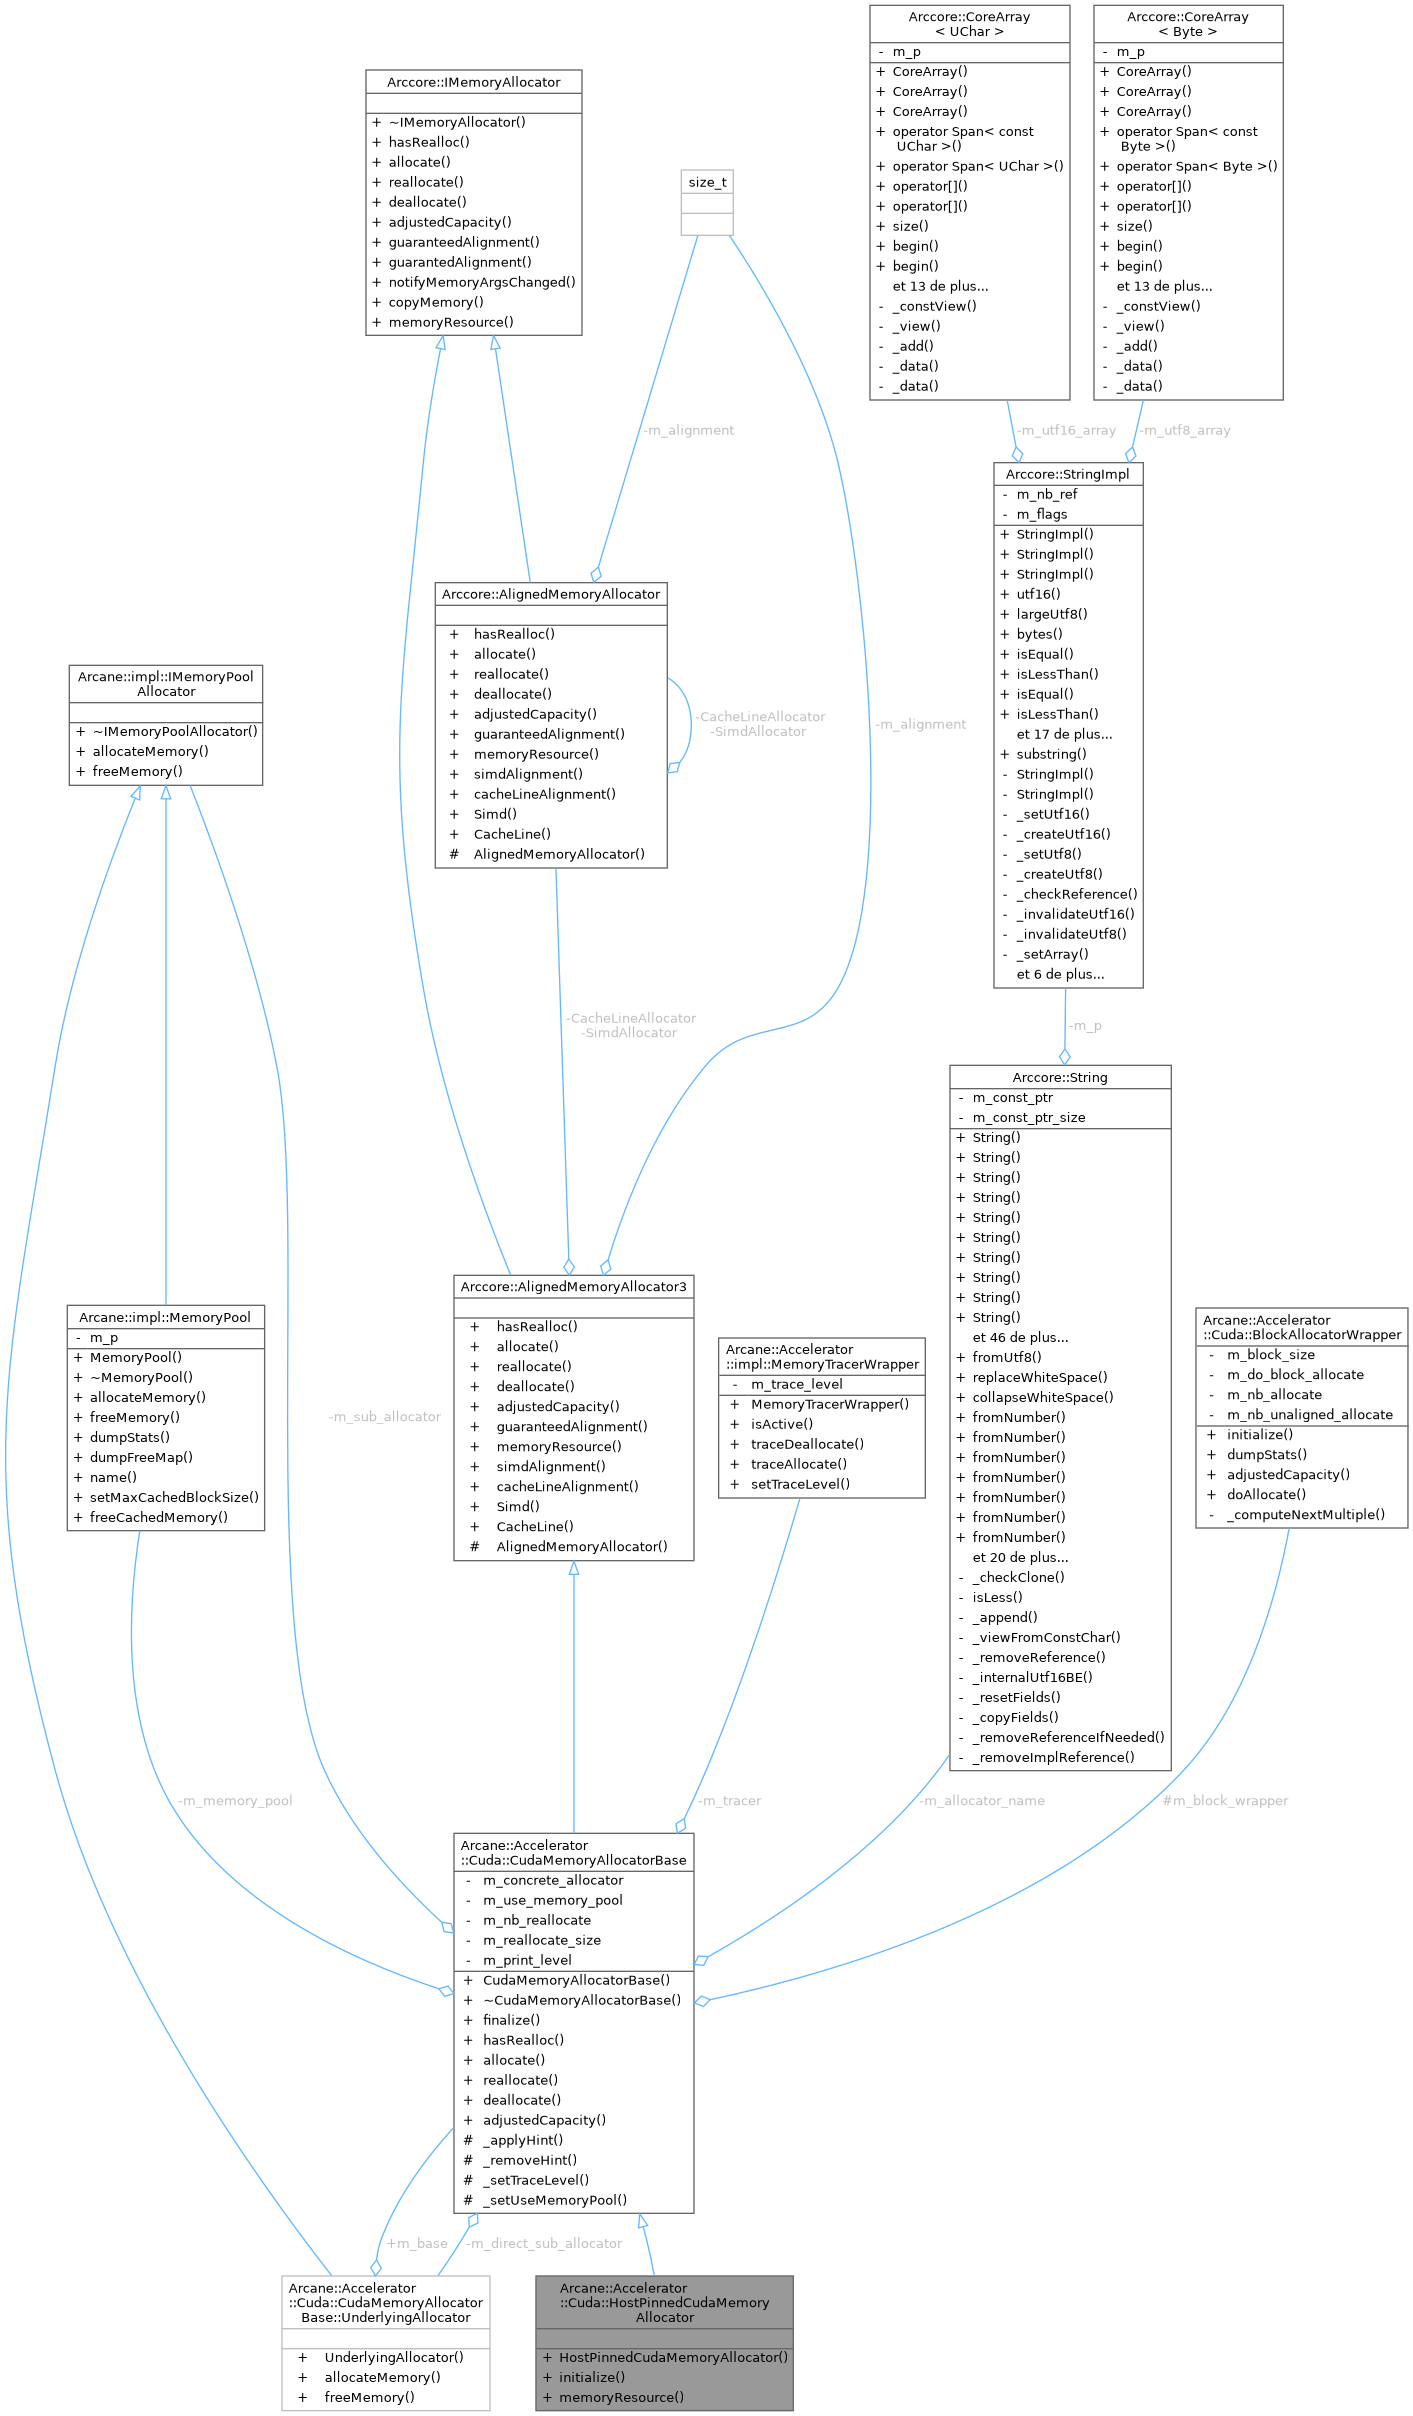 Arccore::CoreArray
< UChar >
- m_p
+ CoreArray()
+ CoreArray()
+ CoreArray()
+ operator Span< const
UChar >()
+ operator Span< UChar >()
+ operator[]()
+ operator[]()
+ size()
+ begin()
+ begin()
et 13 de plus...
- _constView()
- _view()
- _add()
- _data()
- _data()
Arccore::CoreArray
< Byte >
- m_p
+ CoreArray()
+ CoreArray()
+ CoreArray()
+ operator Span< const
Byte >()
+ operator Span< Byte >()
+ operator[]()
+ operator[]()
+ size()
+ begin()
+ begin()
et 13 de plus...
- _constView()
- _view()
- _add()
- _data()
- _data()
Arccore::IMemoryAllocator
+ ~IMemoryAllocator()
+ hasRealloc()
+ allocate()
+ reallocate()
+ deallocate()
+ adjustedCapacity()
+ guaranteedAlignment()
+ guarantedAlignment()
+ notifyMemoryArgsChanged()
+ copyMemory()
+ memoryResource()
size_t
-m_alignment
-m_utf16_array
-m_utf8_array
Arccore::StringImpl
- m_nb_ref
- m_flags
+ StringImpl()
+ StringImpl()
+ StringImpl()
+ utf16()
+ largeUtf8()
+ bytes()
+ isEqual()
+ isLessThan()
+ isEqual()
+ isLessThan()
et 17 de plus...
+ substring()
- StringImpl()
- StringImpl()
- _setUtf16()
- _createUtf16()
- _setUtf8()
- _createUtf8()
- _checkReference()
- _invalidateUtf16()
- _invalidateUtf8()
- _setArray()
et 6 de plus...
Arccore::AlignedMemoryAllocator
+ hasRealloc()
+ allocate()
+ reallocate()
+ deallocate()
+ adjustedCapacity()
+ guaranteedAlignment()
+ memoryResource()
+ simdAlignment()
+ cacheLineAlignment()
+ Simd()
+ CacheLine()
# AlignedMemoryAllocator()
-CacheLineAllocator
-SimdAllocator
-m_alignment
Arcane::impl::IMemoryPool
Allocator
+ ~IMemoryPoolAllocator()
+ allocateMemory()
+ freeMemory()
-CacheLineAllocator
-SimdAllocator
-m_p
Arccore::String
- m_const_ptr
- m_const_ptr_size
+ String()
+ String()
+ String()
+ String()
+ String()
+ String()
+ String()
+ String()
+ String()
+ String()
et 46 de plus...
+ fromUtf8()
+ replaceWhiteSpace()
+ collapseWhiteSpace()
+ fromNumber()
+ fromNumber()
+ fromNumber()
+ fromNumber()
+ fromNumber()
+ fromNumber()
+ fromNumber()
et 20 de plus...
- _checkClone()
- isLess()
- _append()
- _viewFromConstChar()
- _removeReference()
- _internalUtf16BE()
- _resetFields()
- _copyFields()
- _removeReferenceIfNeeded()
- _removeImplReference()
Arcane::impl::MemoryPool
- m_p
+ MemoryPool()
+ ~MemoryPool()
+ allocateMemory()
+ freeMemory()
+ dumpStats()
+ dumpFreeMap()
+ name()
+ setMaxCachedBlockSize()
+ freeCachedMemory()
-m_sub_allocator
Arccore::AlignedMemoryAllocator3
+ hasRealloc()
+ allocate()
+ reallocate()
+ deallocate()
+ adjustedCapacity()
+ guaranteedAlignment()
+ memoryResource()
+ simdAlignment()
+ cacheLineAlignment()
+ Simd()
+ CacheLine()
# AlignedMemoryAllocator()
Arcane::Accelerator
::impl::MemoryTracerWrapper
- m_trace_level
+ MemoryTracerWrapper()
+ isActive()
+ traceDeallocate()
+ traceAllocate()
+ setTraceLevel()
Arcane::Accelerator
::Cuda::BlockAllocatorWrapper
- m_block_size
- m_do_block_allocate
- m_nb_allocate
- m_nb_unaligned_allocate
+ initialize()
+ dumpStats()
+ adjustedCapacity()
+ doAllocate()
- _computeNextMultiple()
-m_memory_pool
-m_tracer
-m_allocator_name
#m_block_wrapper
Arcane::Accelerator
::Cuda::CudaMemoryAllocatorBase
- m_concrete_allocator
- m_use_memory_pool
- m_nb_reallocate
- m_reallocate_size
- m_print_level
+ CudaMemoryAllocatorBase()
+ ~CudaMemoryAllocatorBase()
+ finalize()
+ hasRealloc()
+ allocate()
+ reallocate()
+ deallocate()
+ adjustedCapacity()
# _applyHint()
# _removeHint()
# _setTraceLevel()
# _setUseMemoryPool()
+m_base
-m_direct_sub_allocator
Arcane::Accelerator
::Cuda::CudaMemoryAllocator
Base::UnderlyingAllocator
+ UnderlyingAllocator()
+ allocateMemory()
+ freeMemory()
Arcane::Accelerator
::Cuda::HostPinnedCudaMemory
Allocator
+ HostPinnedCudaMemoryAllocator()
+ initialize()
+ memoryResource()